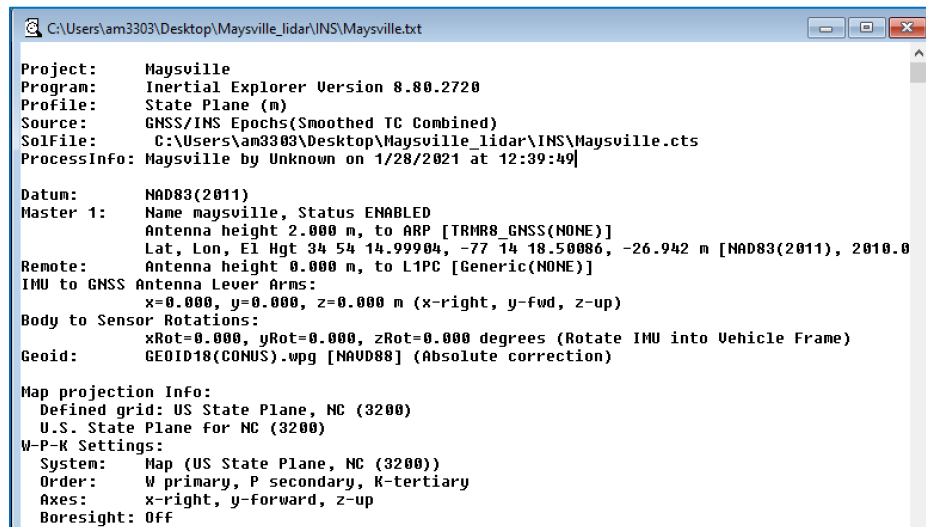 C:\Users\am3303\Desktop\Maysville_lidar\INS\Maysville.txt
Project: Maysville
Program: Inertial Explorer Version 8.80.2720
Profile: State Plane (m)
Source: GNSS/INS Epochs(Smoothed TC Combined)
SolFile: C:\Users\am3303\Desktop\Maysville_lidar\INS\Maysville.cts
ProcessInfo: Maysville by Unknown on 1/28/2021 at 12:39:49
Datum: NAD83(2011)
Master 1: Name maysville, Status ENABLED
Antenna height 2.000 m, to ARP [TRMR8_GNSS(NONE)]
Lat, Lon, El Hgt 34 54 14.99904, -77 14 18.50086, -26.942 m [NAD83(2011), 2010.0
Remote: Antenna height 0.000 m, to L1PC [Generic(NONE)]
IMU to GNSS Antenna Lever Arms:
x=0.000, y=0.000, z=0.000 m (x-right, y-fwd, z-up)
Body to Sensor Rotations:
xRot=0.000, yRot=0.000, zRot=0.000 degrees (Rotate IMU into Vehicle Frame)
Geoid: GEOID18(CONUS).wpg [NAVD88] (Absolute correction)
Map projection Info:
Defined grid: US State Plane, NC (3200)
U.S. State Plane for NC (3200)
W-P-K Settings:
System: Map (US State Plane, NC (3200))
Order: W primary, P secondary, K-tertiary
Axes: x-right, y-forward, z-up
Boresight: Off